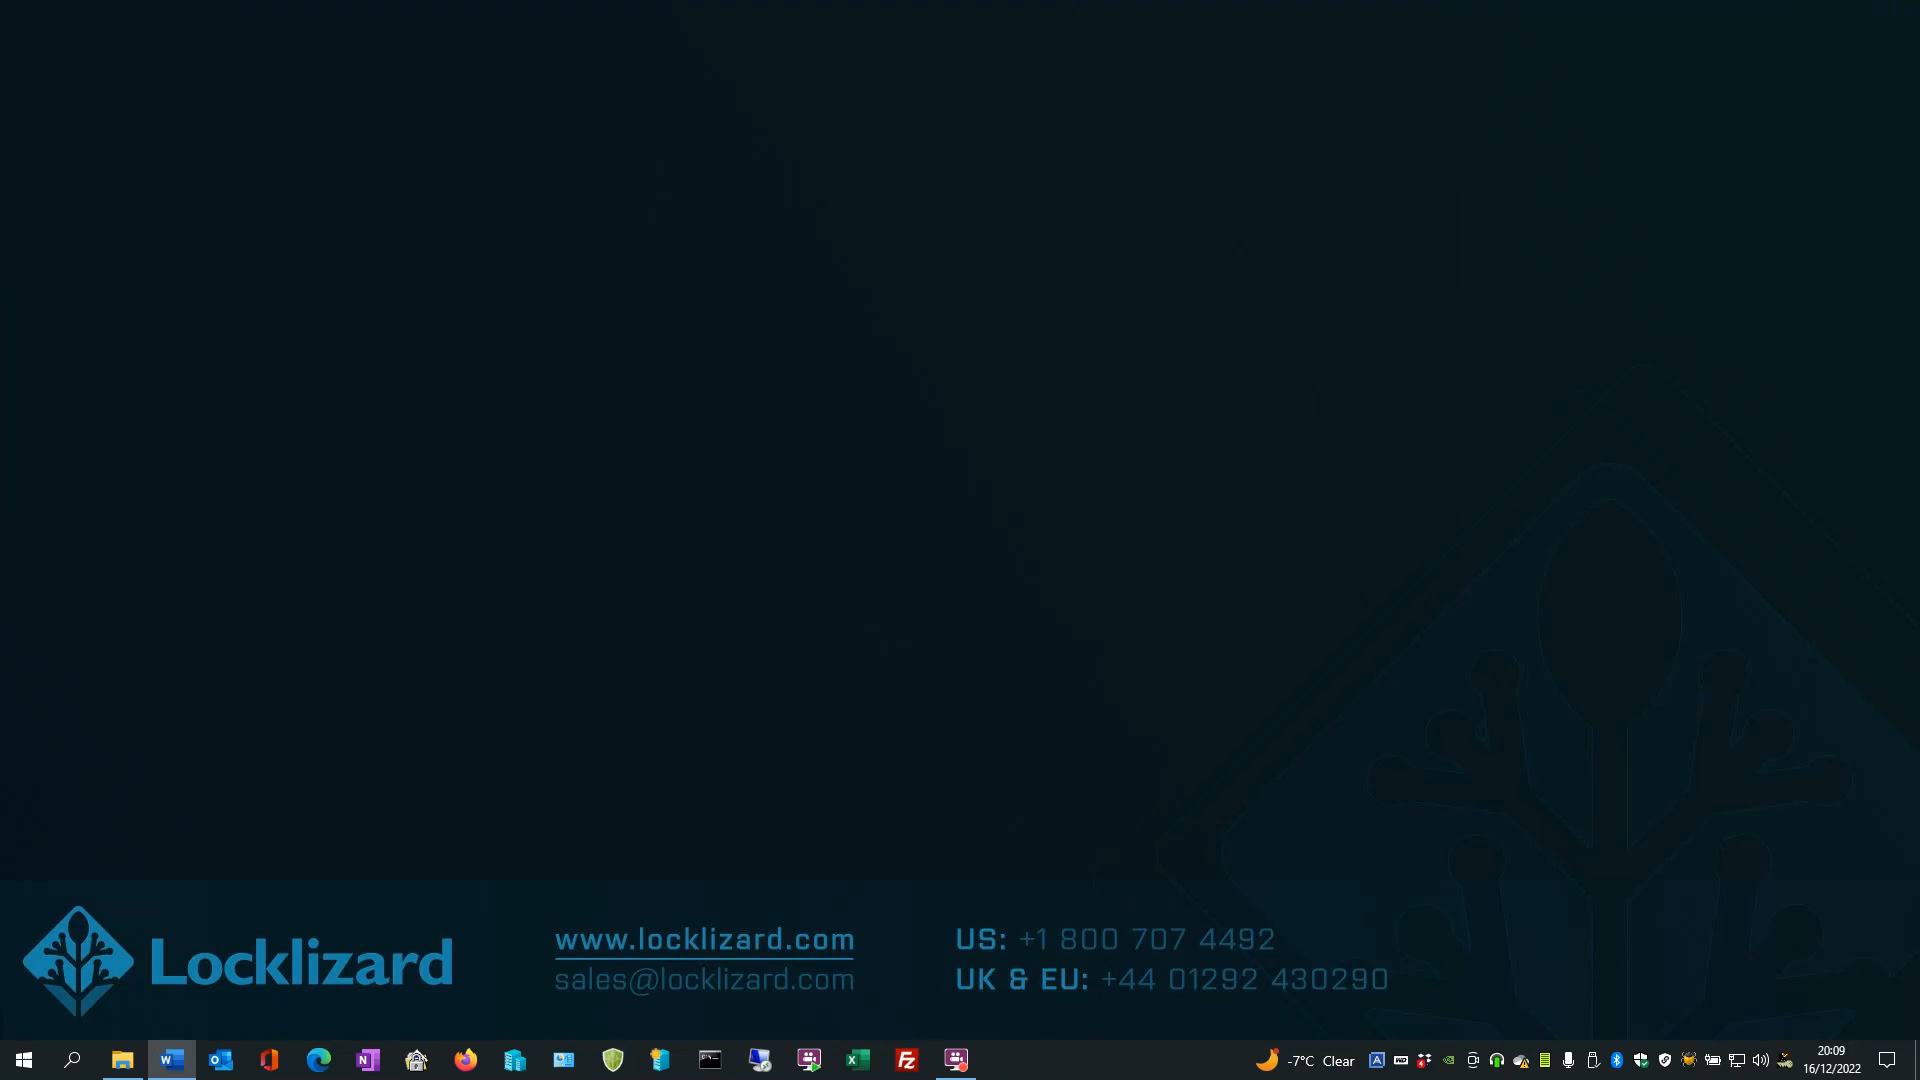 Locklizard
www.locklizard.com
sales@locklizard.com
US: +1 800 707 4492
UK & EU: +44 01292 430290
-7°C Clear
20:09
16/12/2022